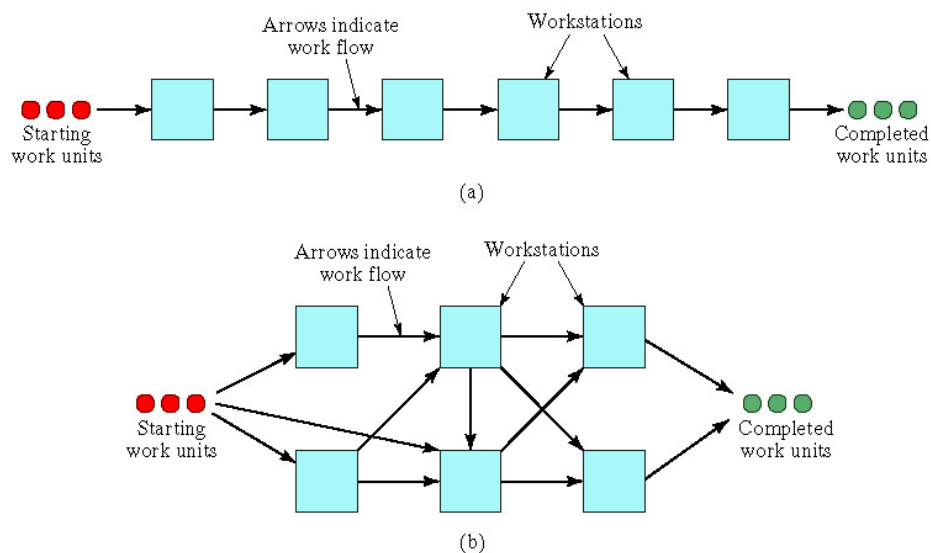 Arrows indicate
work flow
Workstations
Starting
work units
Completed
work units
(a)
Arrows indicate
work flow
Workstations
Starting
work units
Completed
work units
(b)